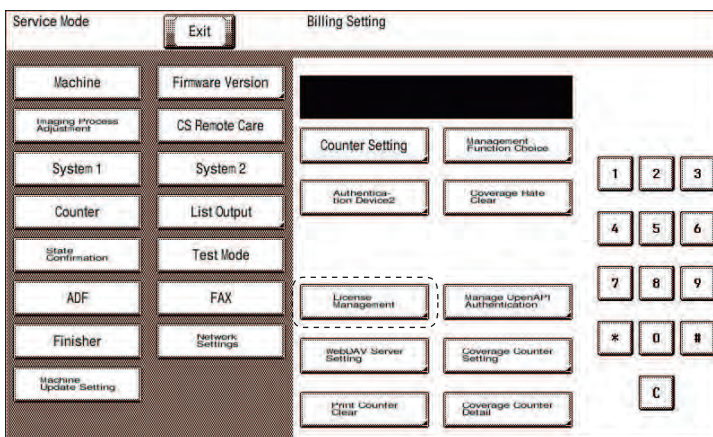 Service Mode
Exit
Billing Setting
Machine
Firmware Version
Imaging Process
Adjustment
CS Remote Care
System 1
System 2
Counter
List Output
State
Confirmation
Test Mode
ADF
FAX
Finisher
Network
Settings
Machine
Update Setting
Counter Setting
Management
Function Choice
Authentica-
tion Device2
Coverage Rate
Clear
License
Management
Manage OpenAPI
Authentication
WebDAV Server
Setting
Coverage Counter
Setting
Print Counter
Clear
Coverage Counter
Detail
1 2 3
4 5 6
7 8 9
* 0 #
C